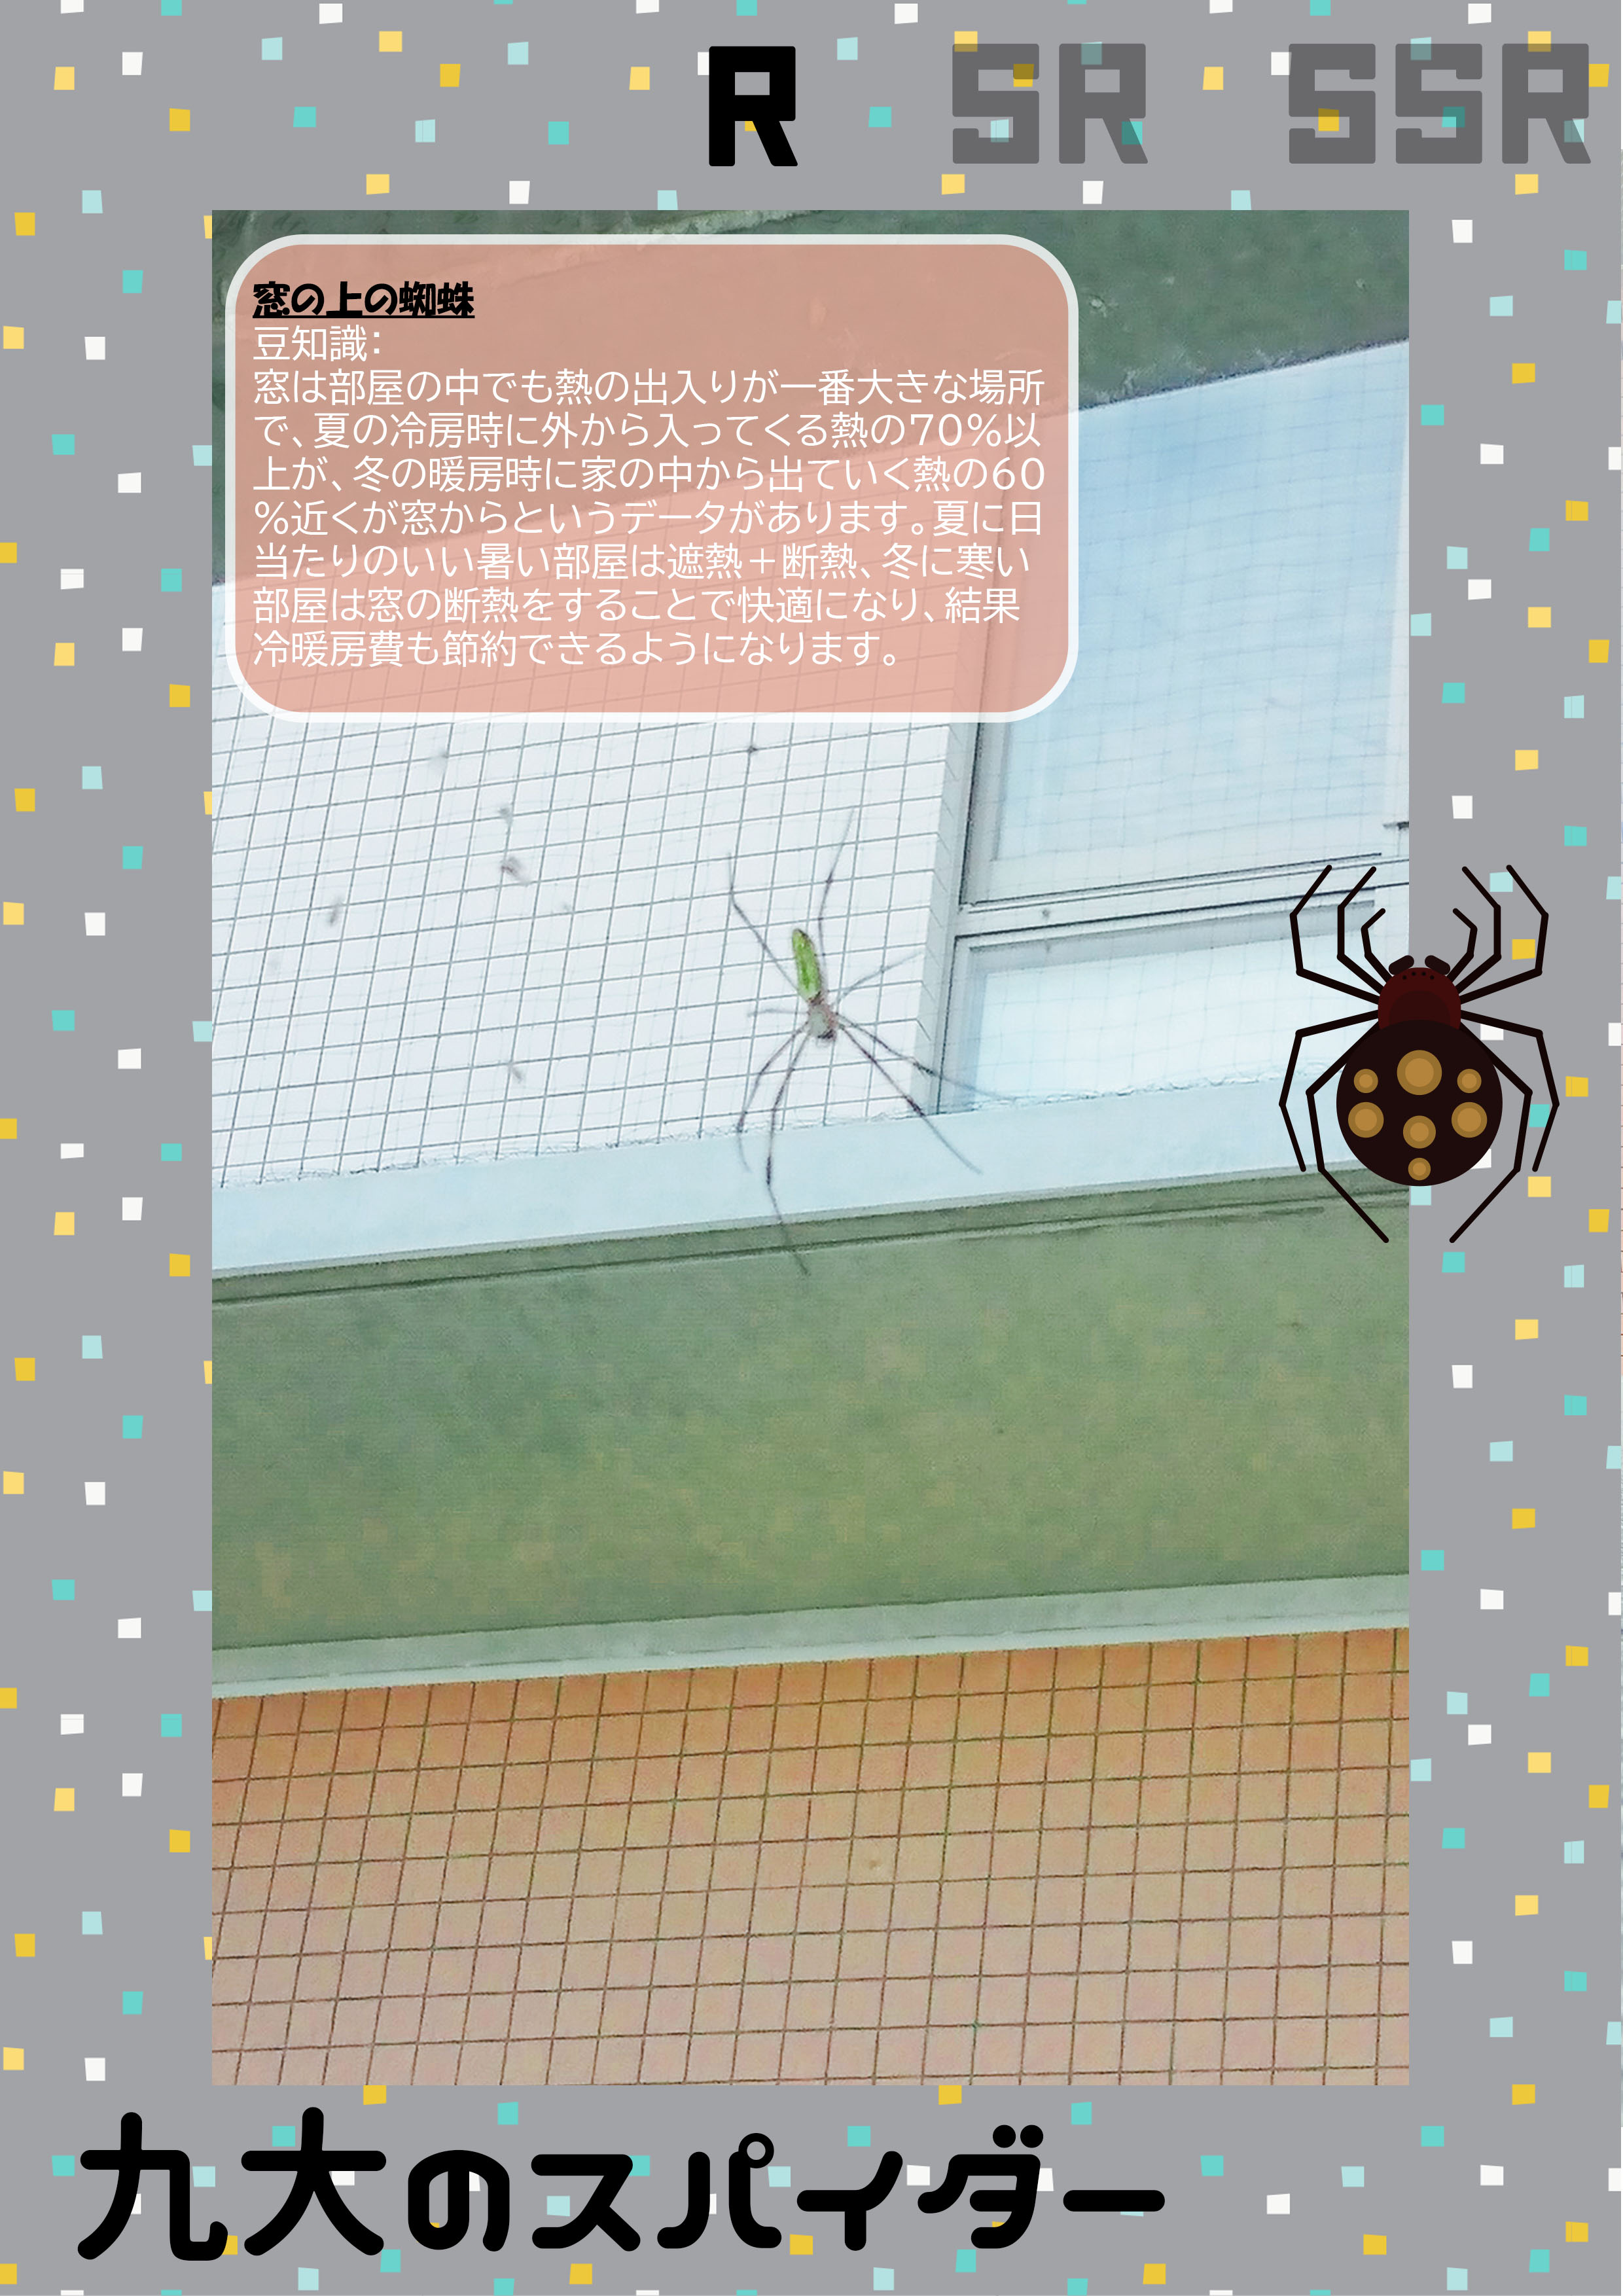 R SR SSR
窓の上の蜘蛛
豆知識:
窓は部屋の中でも熱の出入りが一番大きな場所
で、夏の冷房時に外から入ってくる熱の70%以
上が、冬の暖房時に家の中から出ていく熱の60
%近くが窓からというデータがあります。夏に日
当たりのいい暑い部屋は遮熱+断熱、冬に寒い
部屋は窓の断熱をすることで快適になり、結果
冷暖房費も節約できるようになります。
九大のスパイダー